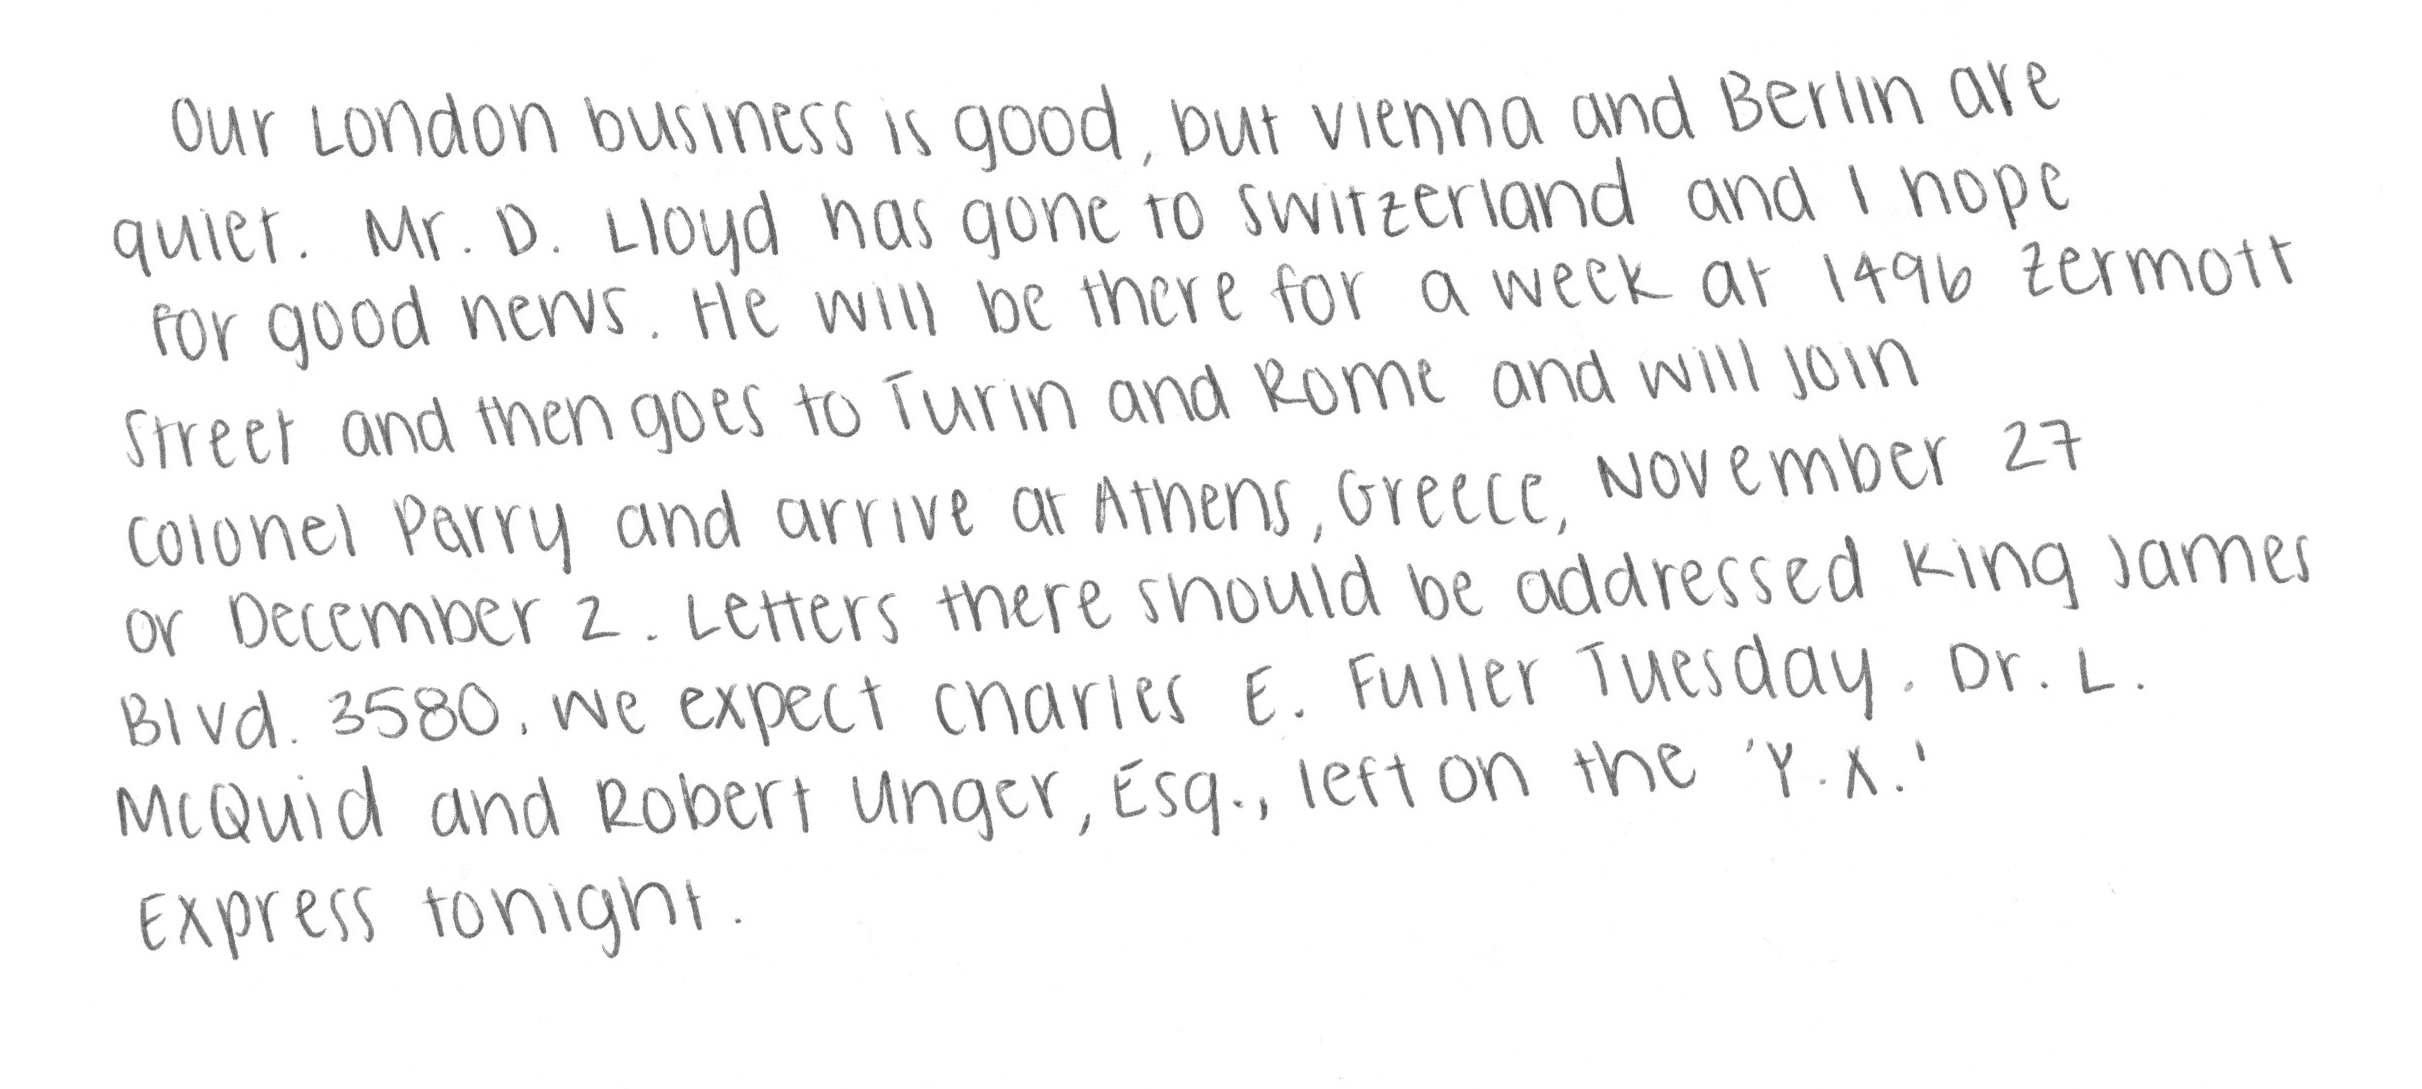 Our London business is good, but Vienna and Berlin are
quiet. Mr. D. Lloyd has gone to Switzerland and I hope
for good news. He will be there for a week at 1496 Zermott
Street and then goes to Turin and Rome and will join
Colonel Parry and arrive at Athens, Greece, November 27
or December 2. Letters there should be addressed King James
Blvd. 3580. We expect Charles E. Fuller Tuesday. Dr. L.
McQuid and Robert Unger, Esq., left on the 'Y.X.'
Express tonight.